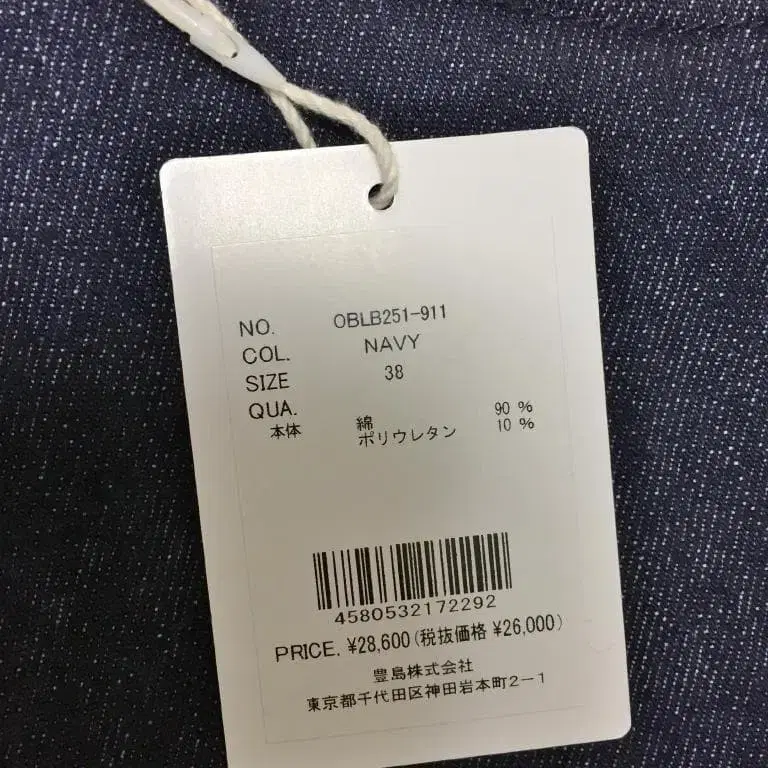 NO. OBLB251-911
COL. NAVY
SIZE 38
QUA.
本体 綿 90 %
ポリウレタン 10 %
4580532172292
PRICE. ¥28,600(税抜価格 ¥26,000)
豊島株式会社
東京都千代田区神田岩本町2-1